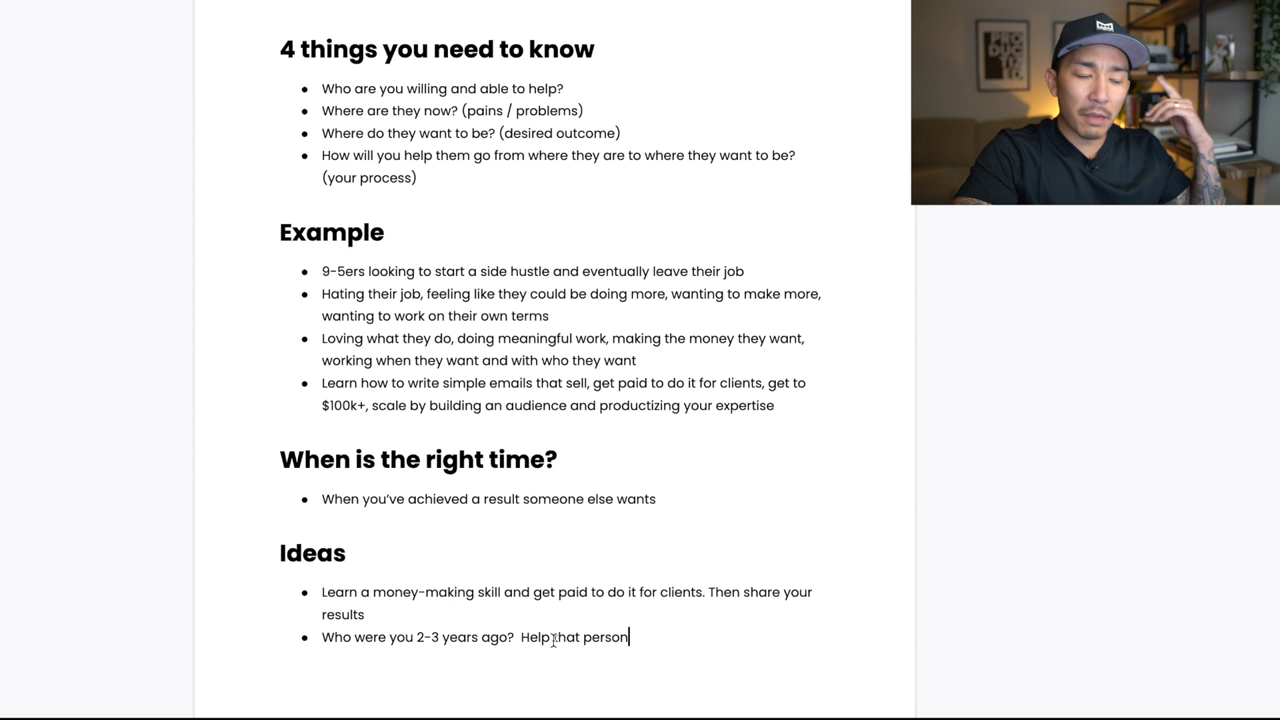 4 things you need to know
● Who are you willing and able to help?
● Where are they now? (pains / problems)
● Where do they want to be? (desired outcome)
● How will you help them go from where they are to where they want to be?
(your process)
Example
● 9-5ers looking to start a side hustle and eventually leave their job
● Hating their job, feeling like they could be doing more, wanting to make more,
wanting to work on their own terms
● Loving what they do, doing meaningful work, making the money they want,
working when they want and with who they want
● Learn how to write simple emails that sell, get paid to do it for clients, get to
$100k+, scale by building an audience and productizing your expertise
When is the right time?
● When you've achieved a result someone else wants
Ideas
● Learn a money-making skill and get paid to do it for clients. Then share your
results
● Who were you 2-3 years ago?  Help that person
PRO
DUC